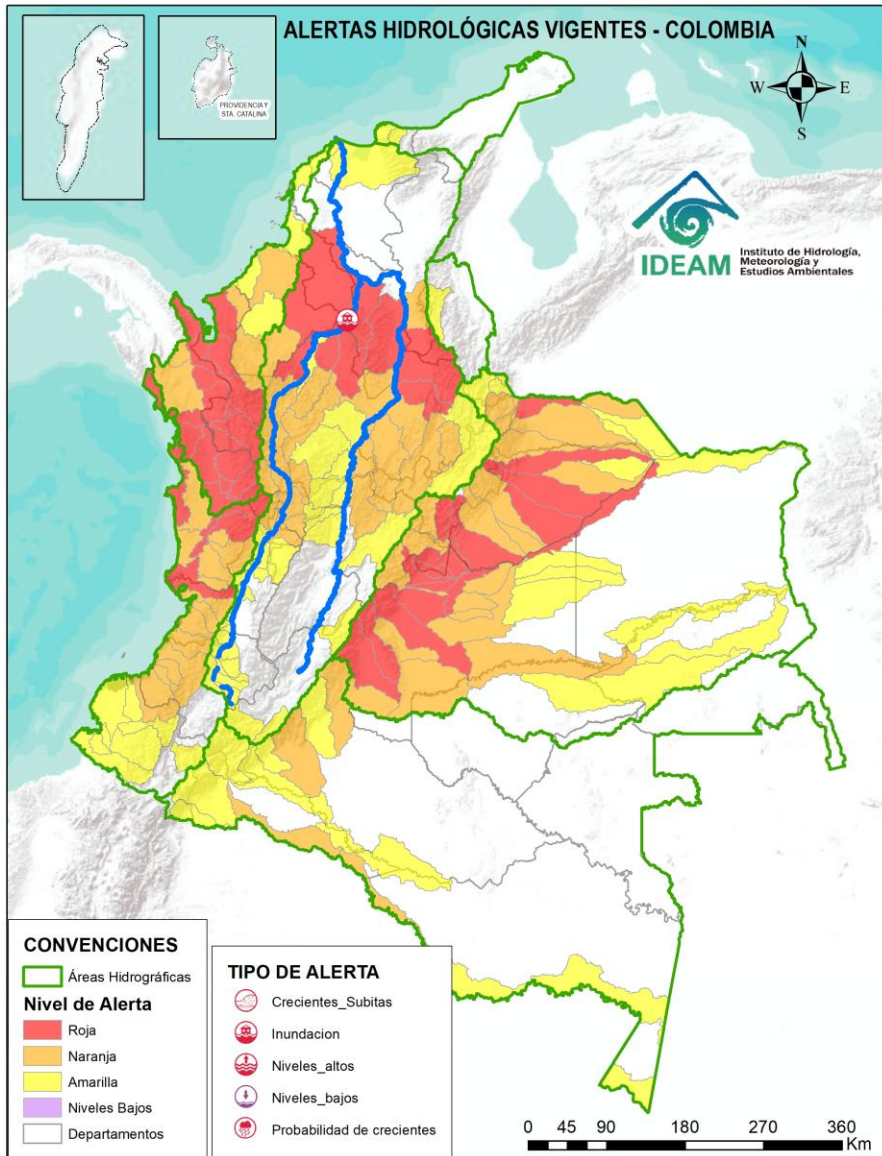 ALERTAS HIDROLÓGICAS VIGENTES - COLOMBIA
PROVIDENCIA Y
STA. CATALINA
N
W
E
S
IDEAM
Instituto de Hidrología,
Meteorología y
Estudios Ambientales
CONVENCIONES
Áreas Hidrográficas
Nivel de Alerta
Roja
Naranja
Amarilla
Niveles Bajos
Departamentos
TIPO DE ALERTA
Crecientes_Subitas
Inundacion
Niveles_altos
Niveles_bajos
Probabilidad de crecientes
0 45 90 180 270 360
Km